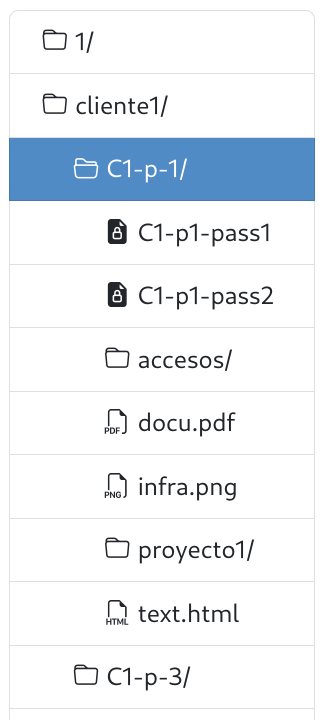 1/
cliente1/
C1-p-1/
C1-p1-pass1
C1-p1-pass2
accesos/
PDF docu.pdf
PNG infra.png
proyecto1/
HTML text.html
C1-p-3/